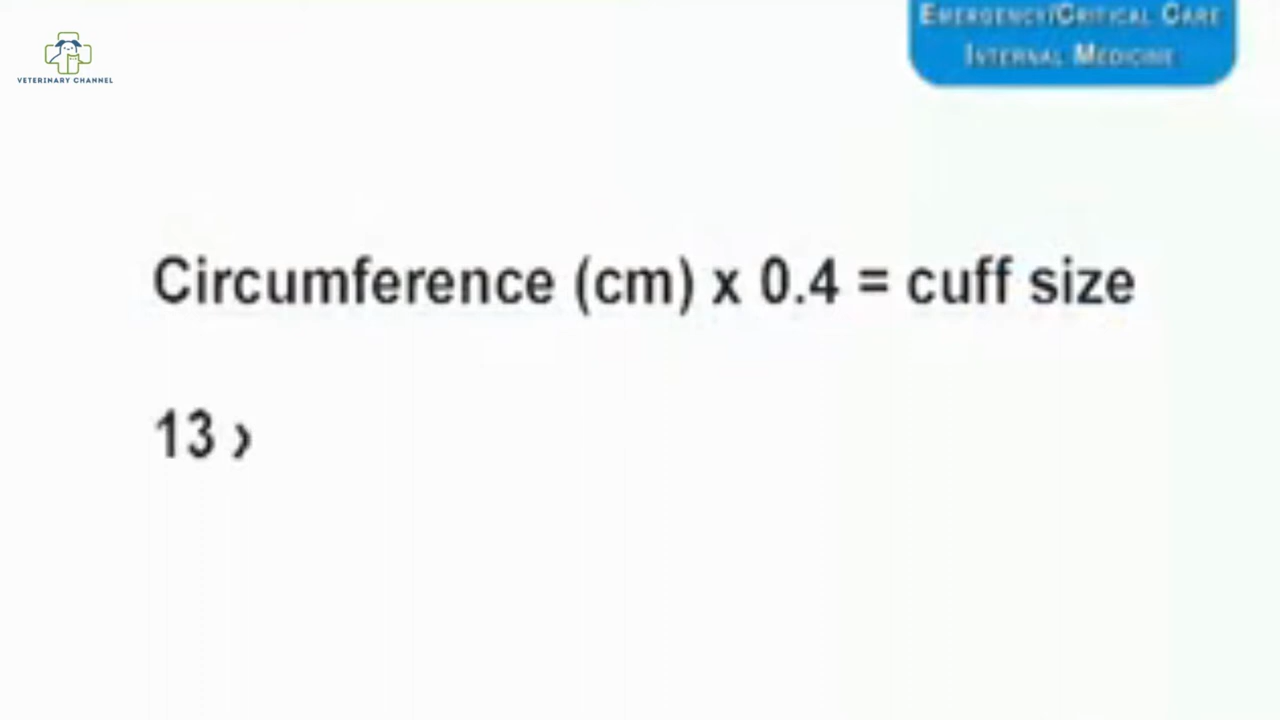 EMERGENCY/CRITICAL CARE
INTERNAL MEDICINE
VETERINARY CHANNEL
Circumference (cm) x 0.4 = cuff size
13 ›